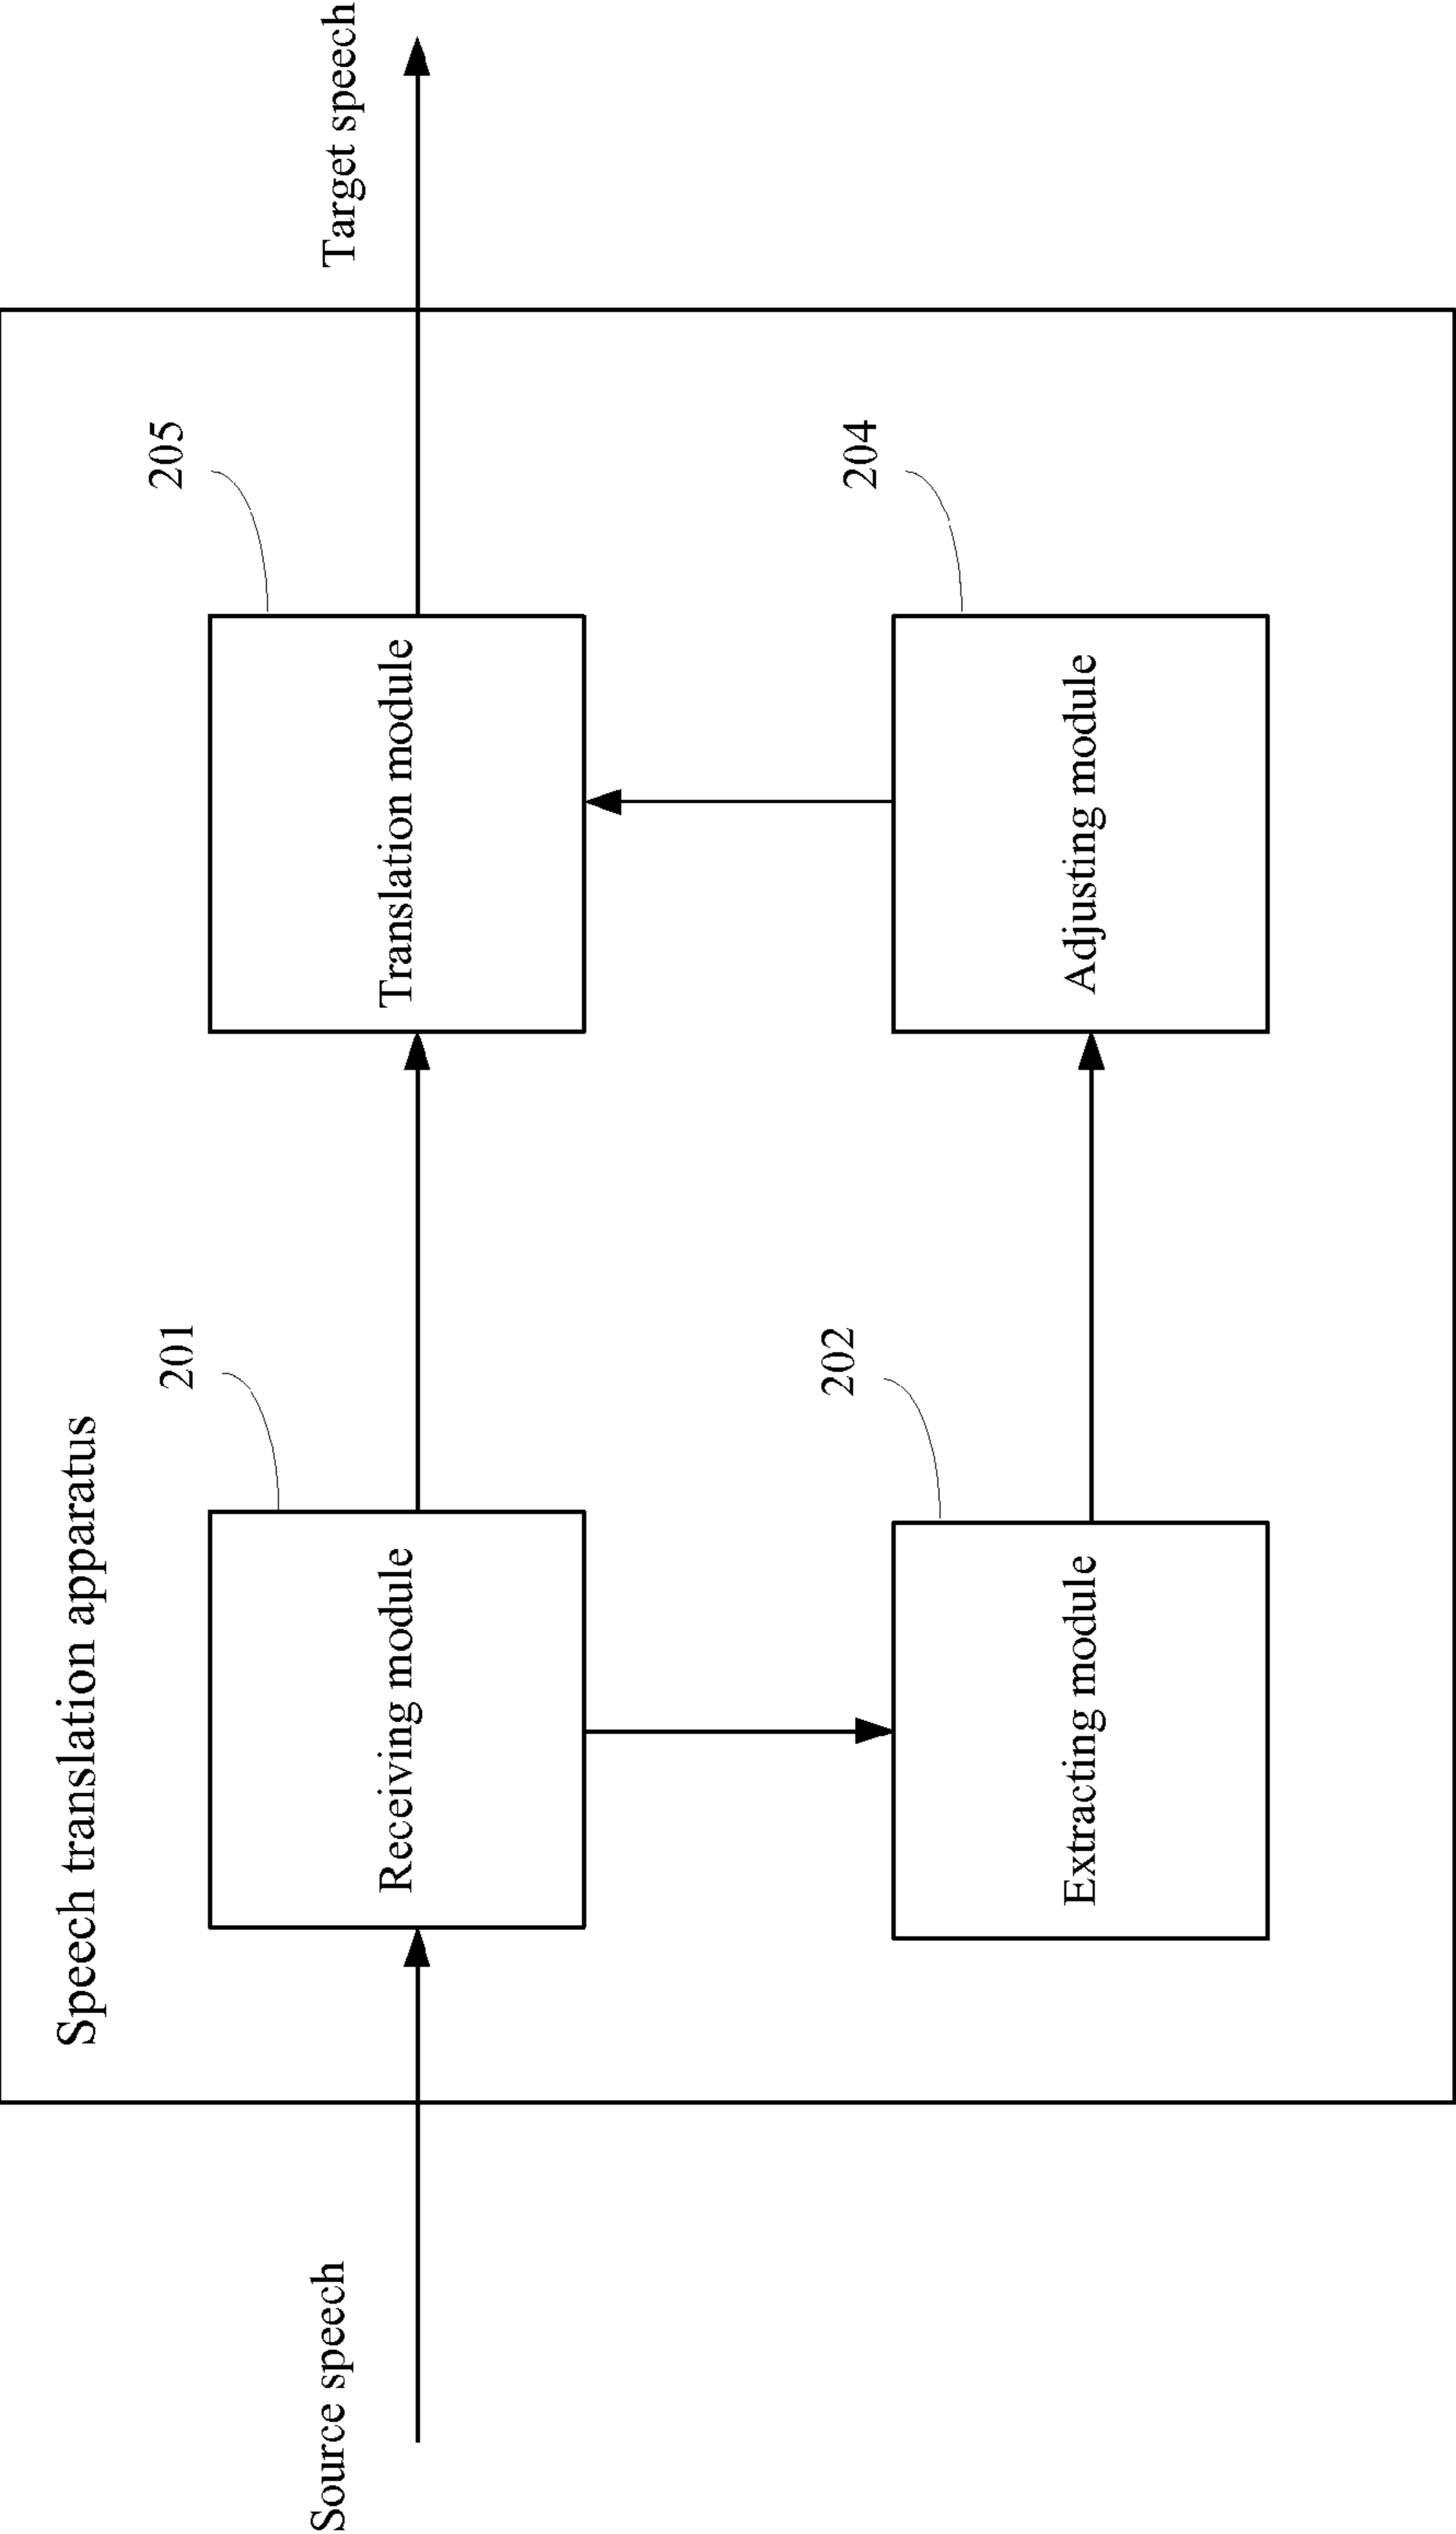 Speech translation apparatus
201
205
Source speech
Target speech
Receiving module
Translation module
202
204
Extracting module
Adjusting module